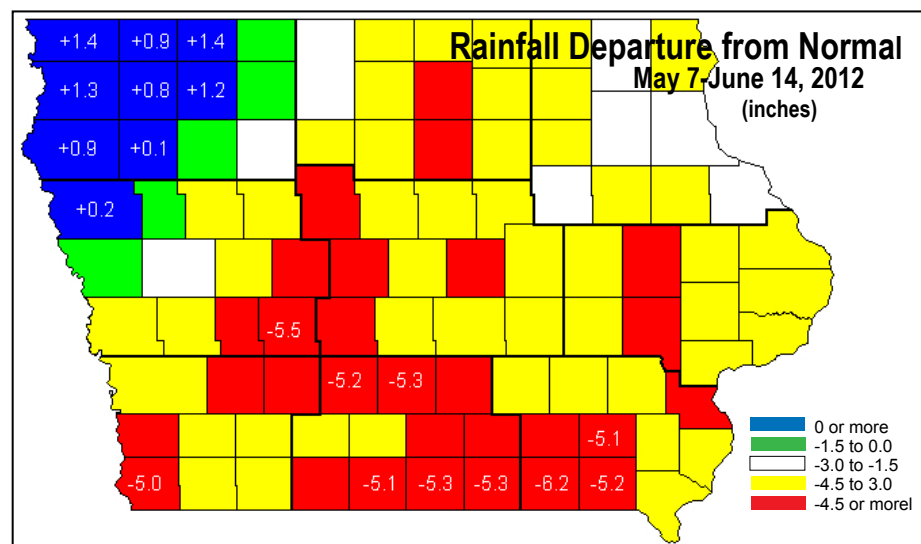 Rainfall Departure from Normal
May 7-June 14, 2012
(inches)
+1.4 +0.9 +1.4
+1.3 +0.8 +1.2
+0.9 +0.1
+0.2
-5.5
-5.2 -5.3
-5.1
-5.0 -5.1 -5.3 -5.3 -6.2 -5.2
0 or more
-1.5 to 0.0
-3.0 to -1.5
-4.5 to 3.0
-4.5 or morel